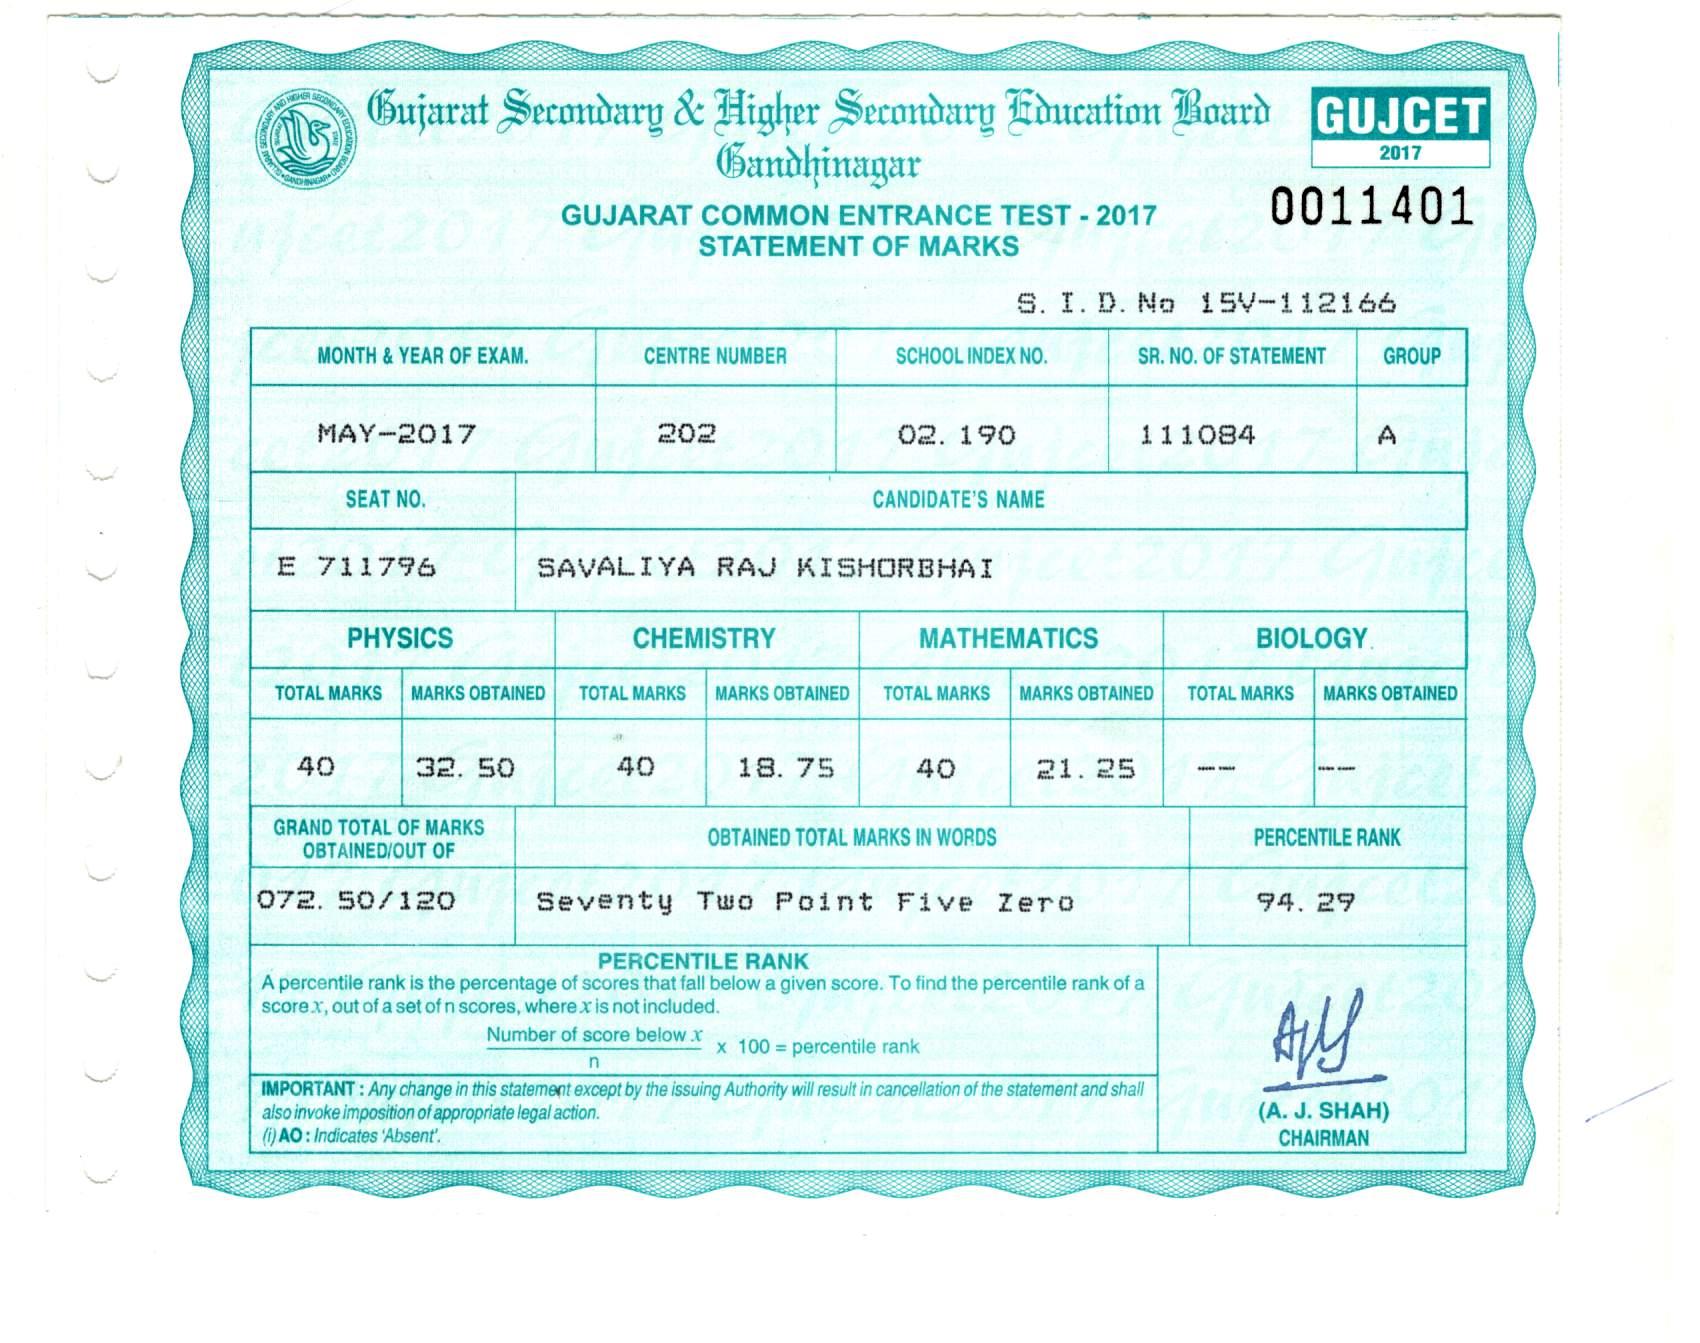 Gujarat Secondary & Higher Secondary Education Board
Gandhinagar
GUJCET
2017
0011401
GUJARAT COMMON ENTRANCE TEST - 2017
STATEMENT OF MARKS
S. I. D. No 15V-112166
MONTH & YEAR OF EXAM. CENTRE NUMBER SCHOOL INDEX NO. SR. NO. OF STATEMENT GROUP
MAY-2017 202 02. 190 111084 A
SEAT NO. CANDIDATE'S NAME
E 711796 SAVALIYA RAJ KISHORBHAI
PHYSICS CHEMISTRY MATHEMATICS BIOLOGY
TOTAL MARKS MARKS OBTAINED TOTAL MARKS MARKS OBTAINED TOTAL MARKS MARKS OBTAINED TOTAL MARKS MARKS OBTAINED
40 32. 50 40 18. 75 40 21. 25 -- --
GRAND TOTAL OF MARKS
OBTAINED/OUT OF
OBTAINED TOTAL MARKS IN WORDS PERCENTILE RANK
072. 50/120 Seventy Two Point Five Zero 94. 29
PERCENTILE RANK
A percentile rank is the percentage of scores that fall below a given score. To find the percentile rank of a
score x, out of a set of n scores, where x is not included.
Number of score below x
n
x 100 = percentile rank
IMPORTANT : Any change in this statement except by the issuing Authority will result in cancellation of the statement and shall
also invoke imposition of appropriate legal action.
(i) AO : Indicates 'Absent'.
(A. J. SHAH)
CHAIRMAN